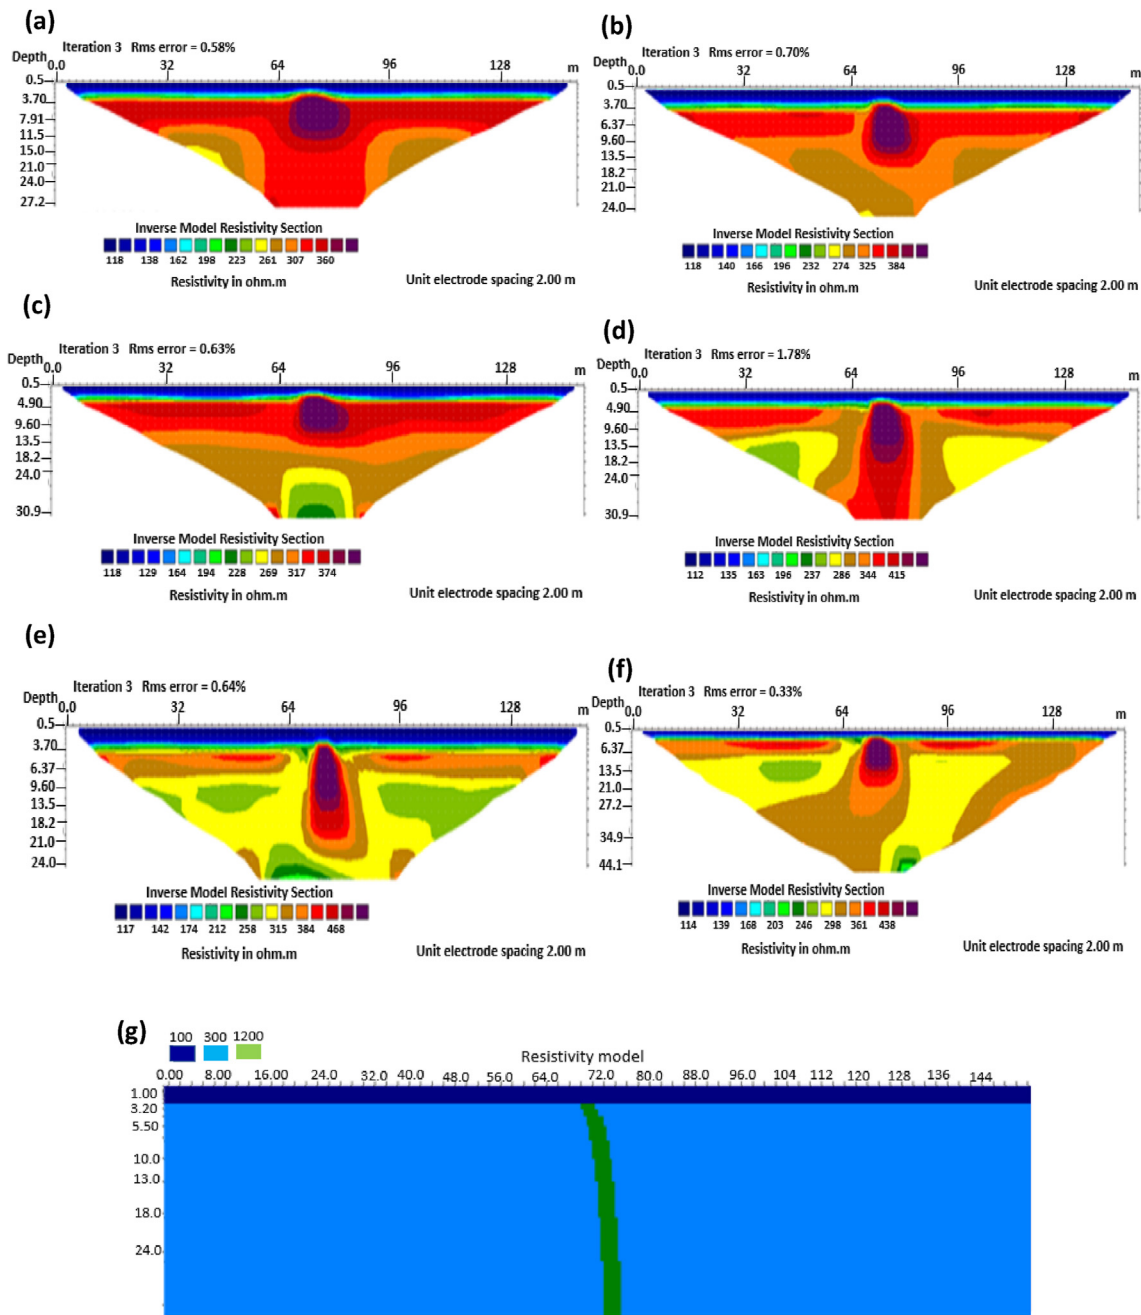 (a)
Iteration 3 Rms error = 0.58%
Depth 0.0 32 64 96 128 m
0.5
3.70
7.91
11.5
15.0
21.0
24.0
27.2
Inverse Model Resistivity Section
118 138 162 198 223 261 307 360
Resistivity in ohm.m
Unit electrode spacing 2.00 m
(b)
Iteration 3 Rms error = 0.70%
Depth 0.0 32 64 96 128 m
0.5
3.70
6.37
9.60
13.5
18.2
21.0
24.0
Inverse Model Resistivity Section
118 140 166 196 232 274 325 384
Resistivity in ohm.m
Unit electrode spacing 2.00 m
(c)
Iteration 3 Rms error = 0.63%
Depth 0.0 32 64 96 128 m
0.5
4.90
9.60
13.5
18.2
24.0
30.9
Inverse Model Resistivity Section
118 129 164 194 228 269 317 374
Resistivity in ohm.m
Unit electrode spacing 2.00 m
(d)
Iteration 3 Rms error = 1.78%
Depth 0.0 32 64 96 128 m
0.5
4.90
9.60
13.5
18.2
24.0
30.9
Inverse Model Resistivity Section
112 135 163 196 237 286 344 415
Resistivity in ohm.m
Unit electrode spacing 2.00 m
(e)
Iteration 3 Rms error = 0.64%
Depth 0.0 32 64 96 128 m
0.5
3.70
6.37
9.60
13.5
18.2
21.0
24.0
Inverse Model Resistivity Section
117 142 174 212 258 315 384 468
Resistivity in ohm.m
Unit electrode spacing 2.00 m
(f)
Iteration 3 Rms error = 0.33%
Depth 0.0 32 64 96 128 m
0.5
6.37
13.5
21.0
27.2
34.9
44.1
Inverse Model Resistivity Section
114 139 168 203 246 298 361 438
Resistivity in ohm.m
Unit electrode spacing 2.00 m
(g)
100 300 1200
Resistivity model
0.00 8.00 16.00 24.0 32.0 40.0 48.0 56.0 64.0 72.0 80.0 88.0 96.0 104 112 120 128 136 144
1.00
3.20
5.50
10.0
13.0
18.0
24.0